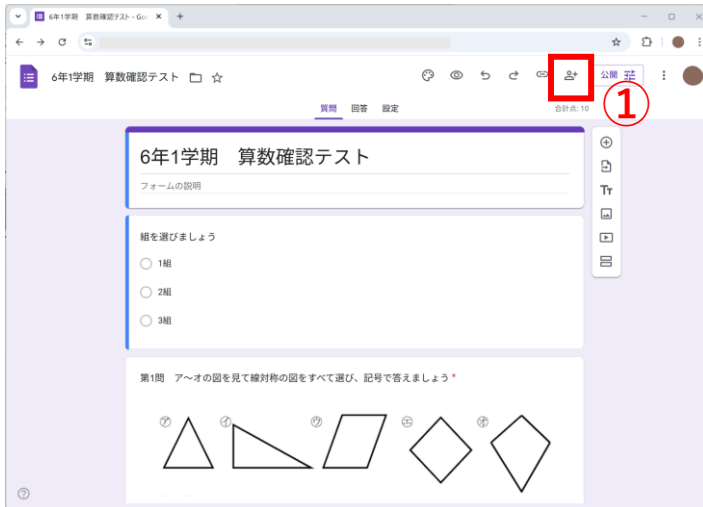 6年1学期　算数確認テスト - Goo
6年1学期　算数確認テスト
公開
①
質問　回答　設定
合計点: 10
6年1学期　算数確認テスト
フォームの説明
Tт
組を選びましょう
1組
2組
3組
第1問　ア～オの図を見て線対称の図をすべて選び、記号で答えましょう *
㋐　㋑　㋒　㋓　㋔